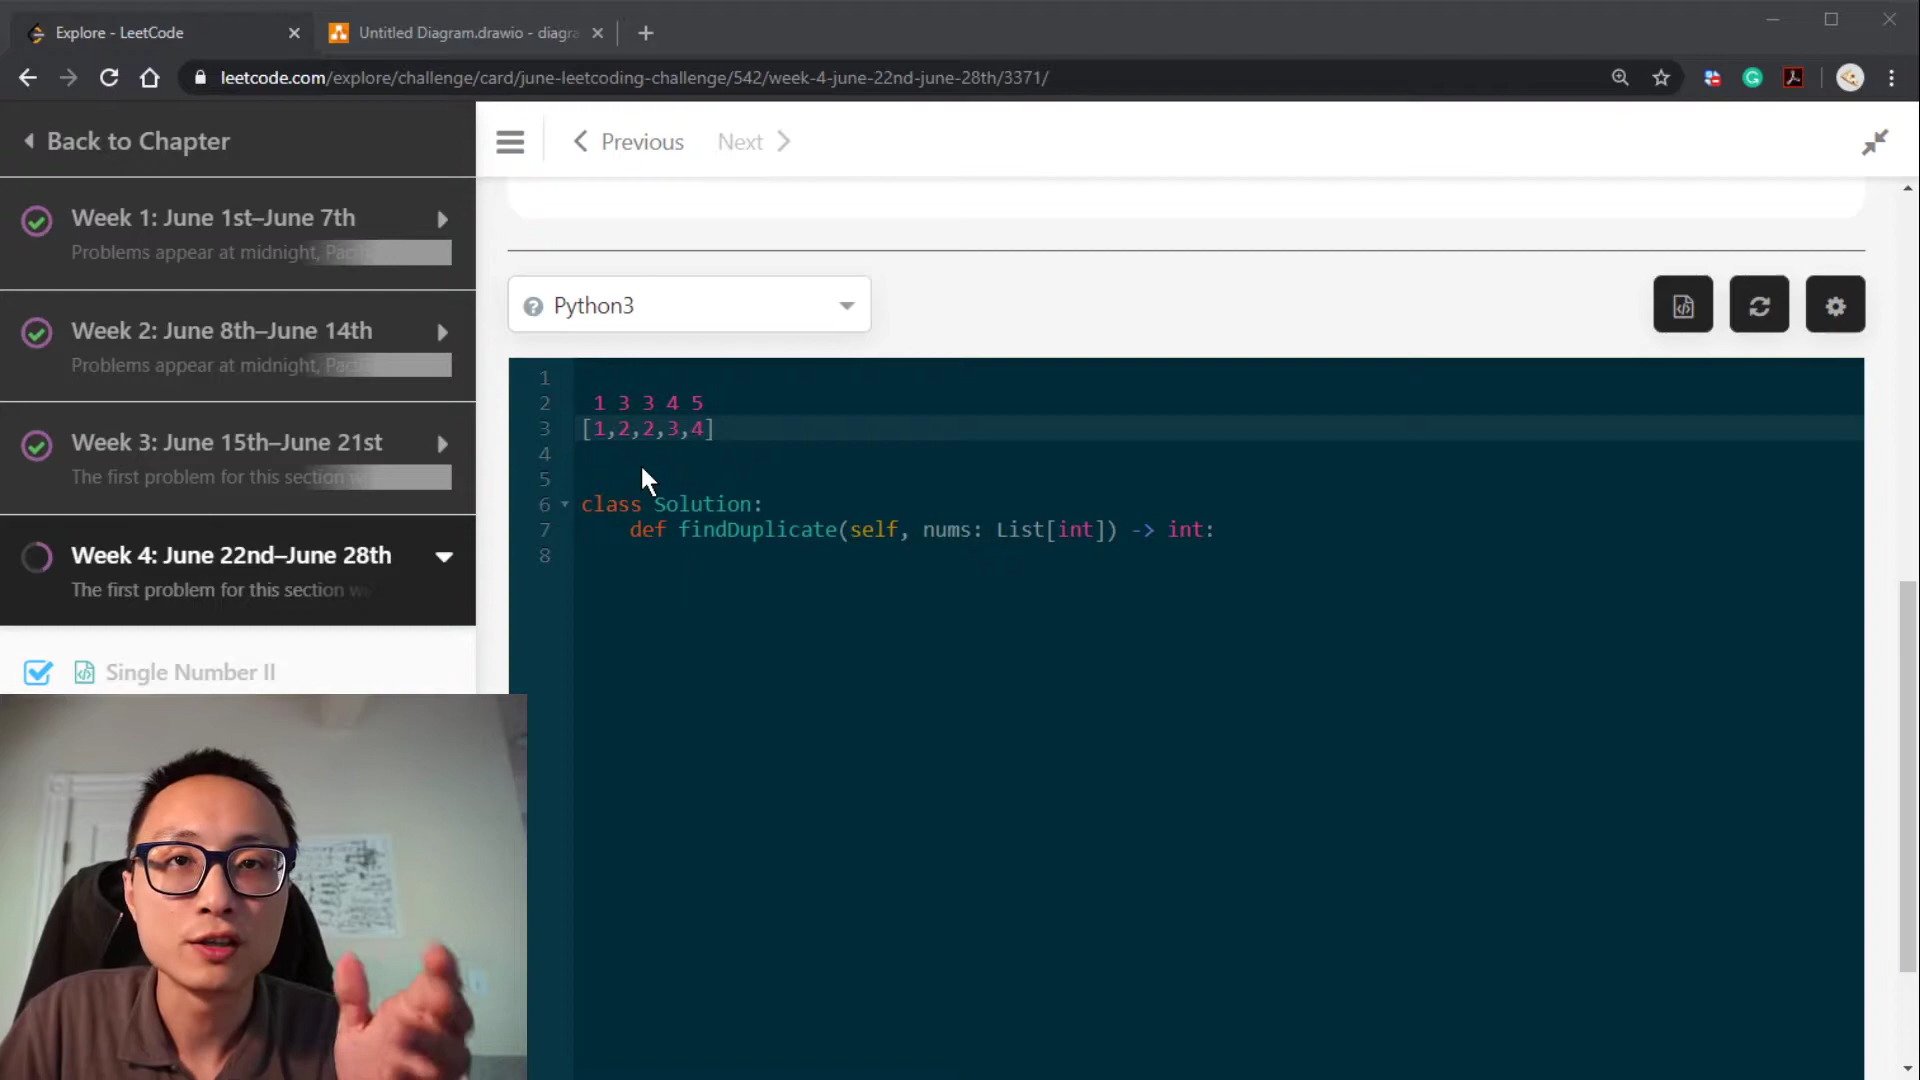 Explore - LeetCode
Untitled Diagram.drawio - diagra
leetcode.com/explore/challenge/card/june-leetcoding-challenge/542/week-4-june-22nd-june-28th/3371/
Back to Chapter
Previous
Next
Week 1: June 1st–June 7th
Problems appear at midnight, Paci
Week 2: June 8th–June 14th
Problems appear at midnight, Paci
Week 3: June 15th–June 21st
The first problem for this section w
Week 4: June 22nd–June 28th
The first problem for this section w
Single Number II
Python3
1
2 1 3 3 4 5
3 [1,2,2,3,4]
4
5
6 class Solution:
7 def findDuplicate(self, nums: List[int]) -> int:
8